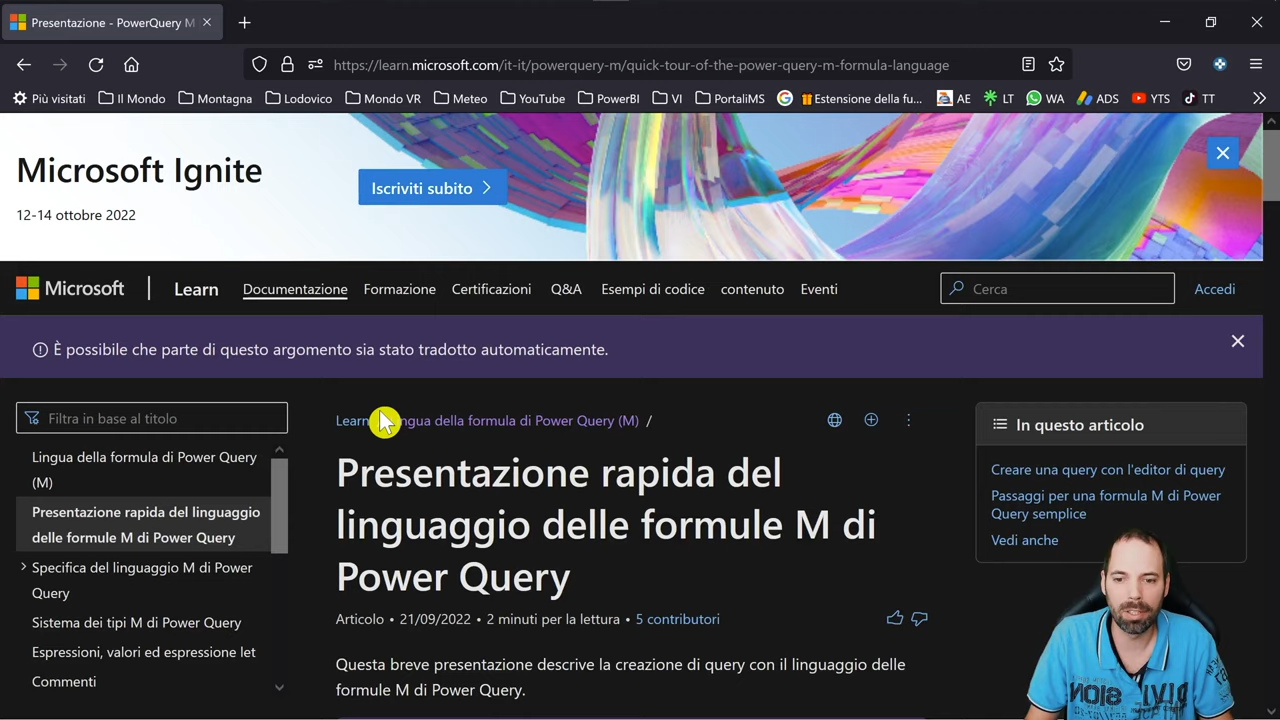 Presentazione - PowerQuery M
https://learn.microsoft.com/it-it/powerquery-m/quick-tour-of-the-power-query-m-formula-language
Più visitati Il Mondo Montagna Lodovico Mondo VR Meteo YouTube PowerBI VI PortaliMS Estensione della fu... AE LT WA ADS YTS TT
Microsoft Ignite
12-14 ottobre 2022
Iscriviti subito
Microsoft Learn Documentazione Formazione Certificazioni Q&A Esempi di codice contenuto Eventi Cerca Accedi
È possibile che parte di questo argomento sia stato tradotto automaticamente.
Filtra in base al titolo
Lingua della formula di Power Query
(M)
Presentazione rapida del linguaggio
delle formule M di Power Query
Specifica del linguaggio M di Power
Query
Sistema dei tipi M di Power Query
Espressioni, valori ed espressione let
Commenti
Learn ngua della formula di Power Query (M) /
Presentazione rapida del
linguaggio delle formule M di
Power Query
Articolo • 21/09/2022 • 2 minuti per la lettura • 5 contributori
Questa breve presentazione descrive la creazione di query con il linguaggio delle
formule M di Power Query.
In questo articolo
Creare una query con l'editor di query
Passaggi per una formula M di Power
Query semplice
Vedi anche